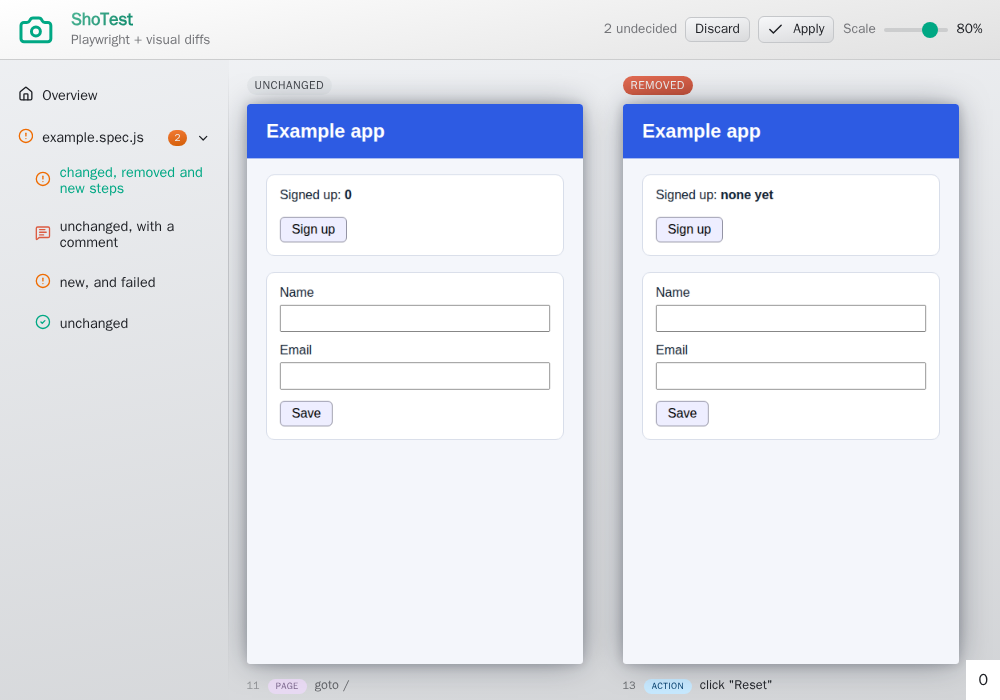 ShoTest
Playwright + visual diffs
2 undecided
Discard
Apply
Scale
80%
Overview
example.spec.js
2
changed, removed and
new steps
unchanged, with a
comment
new, and failed
unchanged
UNCHANGED
Example app
Signed up: 0
Sign up
Name
Email
Save
11 PAGE goto /
REMOVED
Example app
Signed up: none yet
Sign up
Name
Email
Save
13 ACTION click "Reset"
0